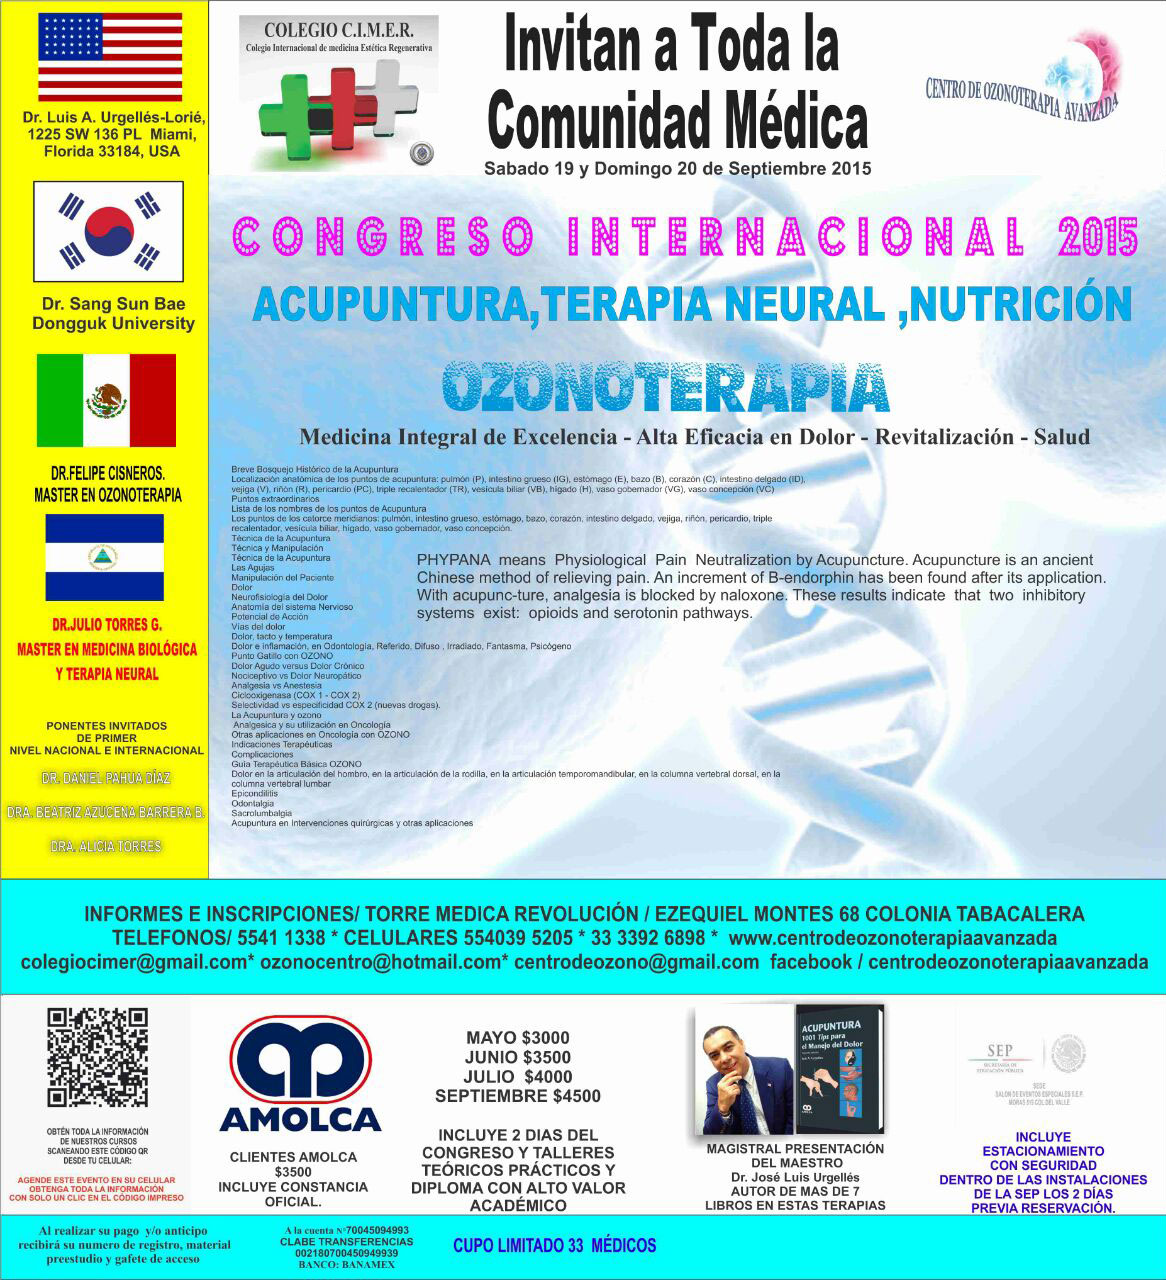 COLEGIO C.I.M.E.R.
Colegio Internacional de medicina Estética Regenerativa
Invitan a Toda la
Comunidad Médica
Sabado 19 y Domingo 20 de Septiembre 2015
CENTRO DE OZONOTERAPIA AVANZADA
Dr. Luis A. Urgellés-Lorié,
1225 SW 136 PL Miami,
Florida 33184, USA
Dr. Sang Sun Bae
Dongguk University
DR.FELIPE CISNEROS.
MASTER EN OZONOTERAPIA
DR.JULIO TORRES G.
MASTER EN MEDICINA BIOLÓGICA
Y TERAPIA NEURAL
PONENTES INVITADOS
DE PRIMER
NIVEL NACIONAL E INTERNACIONAL
DR. DANIEL PAHUA DÍAZ
DRA. BEATRIZ AZUCENA BARRERA B.
DRA. ALICIA TORRES
CONGRESO INTERNACIONAL 2015
ACUPUNTURA,TERAPIA NEURAL ,NUTRICIÓN
OZONOTERAPIA
Medicina Integral de Excelencia - Alta Eficacia en Dolor - Revitalización - Salud
Breve Bosquejo Histórico de la Acupuntura
Localización anatómica de los puntos de acupuntura: pulmón (P), intestino grueso (IG), estómago (E), bazo (B), corazón (C), intestino delgado (ID),
vejiga (V), riñón (R), pericardio (PC), triple recalentador (TR), vesícula biliar (VB), hígado (H), vaso gobernador (VG), vaso concepción (VC)
Puntos extraordinarios
Lista de los nombres de los puntos de Acupuntura
Los puntos de los catorce meridianos: pulmón, intestino grueso, estómago, bazo, corazón, intestino delgado, vejiga, riñón, pericardio, triple
recalentador, vesícula biliar, hígado, vaso gobernador, vaso concepción.
Técnica de la Acupuntura
Técnica y Manipulación
Técnica de la Acupuntura
Las Agujas
Manipulación del Paciente
Dolor
Neurofisiología del Dolor
Anatomía del sistema Nervioso
Potencial de Acción
Vías del dolor
Dolor, tacto y temperatura
Dolor e inflamación, en Odontología, Referido, Difuso , Irradiado, Fantasma, Psicógeno
Punto Gatillo con OZONO
Dolor Agudo versus Dolor Crónico
Nociceptivo vs Dolor Neuropático
Analgesia vs Anestesia
Ciclooxigenasa (COX 1 - COX 2)
Selectividad vs especificidad COX 2 (nuevas drogas).
La Acupuntura y ozono
Analgesica y su utilización en Oncología
Otras aplicaciones en Oncología con OZONO
Indicaciones Terapéuticas
Complicaciones
Guía Terapéutica Básica OZONO
Dolor en la articulación del hombro, en la articulación de la rodilla, en la articulación temporomandibular, en la columna vertebral dorsal, en la
columna vertebral lumbar
Epicondilitis
Odontalgia
Sacrolumbalgia
Acupuntura en Intervenciones quirúrgicas y otras aplicaciones
PHYPANA means Physiological Pain Neutralization by Acupuncture. Acupuncture is an ancient
Chinese method of relieving pain. An increment of B-endorphin has been found after its application.
With acupunc-ture, analgesia is blocked by naloxone. These results indicate that two inhibitory
systems exist: opioids and serotonin pathways.
INFORMES E INSCRIPCIONES/ TORRE MEDICA REVOLUCIÓN / EZEQUIEL MONTES 68 COLONIA TABACALERA
TELEFONOS/ 5541 1338 * CELULARES 554039 5205 * 33 3392 6898 * www.centrodeozonoterapiaavanzada
colegiocimer@gmail.com* ozonocentro@hotmail.com* centrodeozono@gmail.com facebook / centrodeozonoterapiaavanzada
OBTÉN TODA LA INFORMACIÓN
DE NUESTROS CURSOS
SCANEANDO ESTE CÓDIGO QR
DESDE TU CELULAR:
AGENDE ESTE EVENTO EN SU CELULAR
OBTENGA TODA LA INFORMACIÓN
CON SOLO UN CLIC EN EL CÓDIGO IMPRESO
AMOLCA
CLIENTES AMOLCA
$3500
INCLUYE CONSTANCIA
OFICIAL.
MAYO $3000
JUNIO $3500
JULIO $4000
SEPTIEMBRE $4500
INCLUYE 2 DIAS DEL
CONGRESO Y TALLERES
TEÓRICOS PRÁCTICOS Y
DIPLOMA CON ALTO VALOR
ACADÉMICO
ACUPUNTURA
1001 Tips para
el Manejo del Dolor
AMOLCA
MAGISTRAL PRESENTACIÓN
DEL MAESTRO
Dr. José Luis Urgellés
AUTOR DE MAS DE 7
LIBROS EN ESTAS TERAPIAS
SEP
SECRETARÍA DE
EDUCACIÓN PÚBLICA
SEDE
SALON DE EVENTOS ESPECIALES S.E.P.
MORAS 515 COL DEL VALLE
INCLUYE
ESTACIONAMIENTO
CON SEGURIDAD
DENTRO DE LAS INSTALACIONES
DE LA SEP LOS 2 DÍAS
PREVIA RESERVACIÓN.
Al realizar su pago y/o anticipo
recibirá su numero de registro, material
preestudio y gafete de acceso
A la cuenta N°70045094993
CLABE TRANSFERENCIAS
002180700450949939
BANCO: BANAMEX
CUPO LIMITADO 33 MÉDICOS